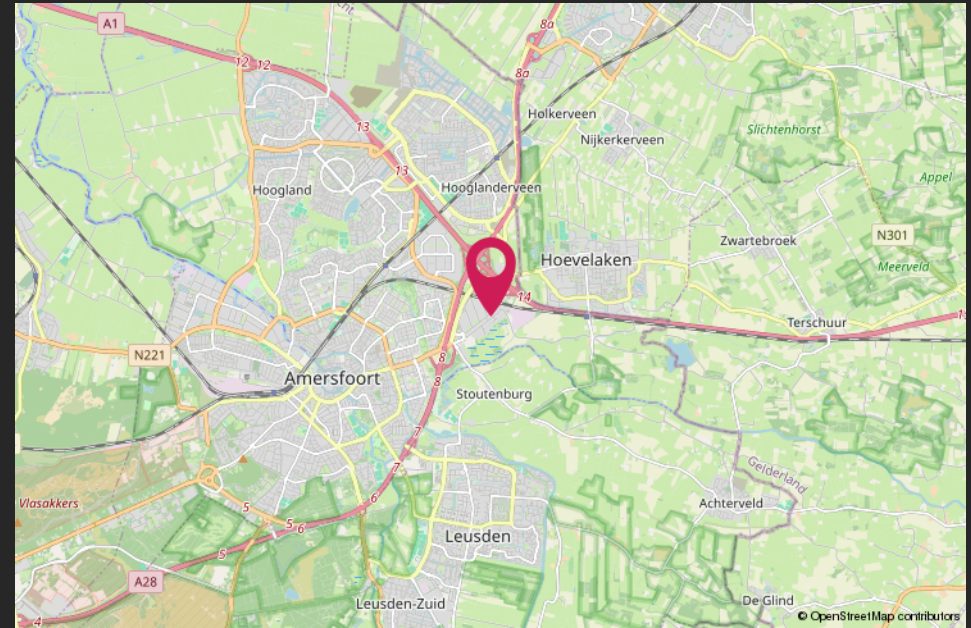 8a
A1
cht
12 12
8a
Holkerveen
13
Slichtenhorst
Nijkerkerveen
13
Appel
Hoogland
Hooglanderveen
N301
Zwartebroek
Hoevelaken
Meerveld
14
Terschuur
N221
8
8
Amersfoort
Stoutenburg
7
7
Gelderland
Vlasakkers
6
5
Achterveld
5
6
Leusden
S
A28
De Glind
Leusden-Zuid
4
© OpenStreetMap contributors